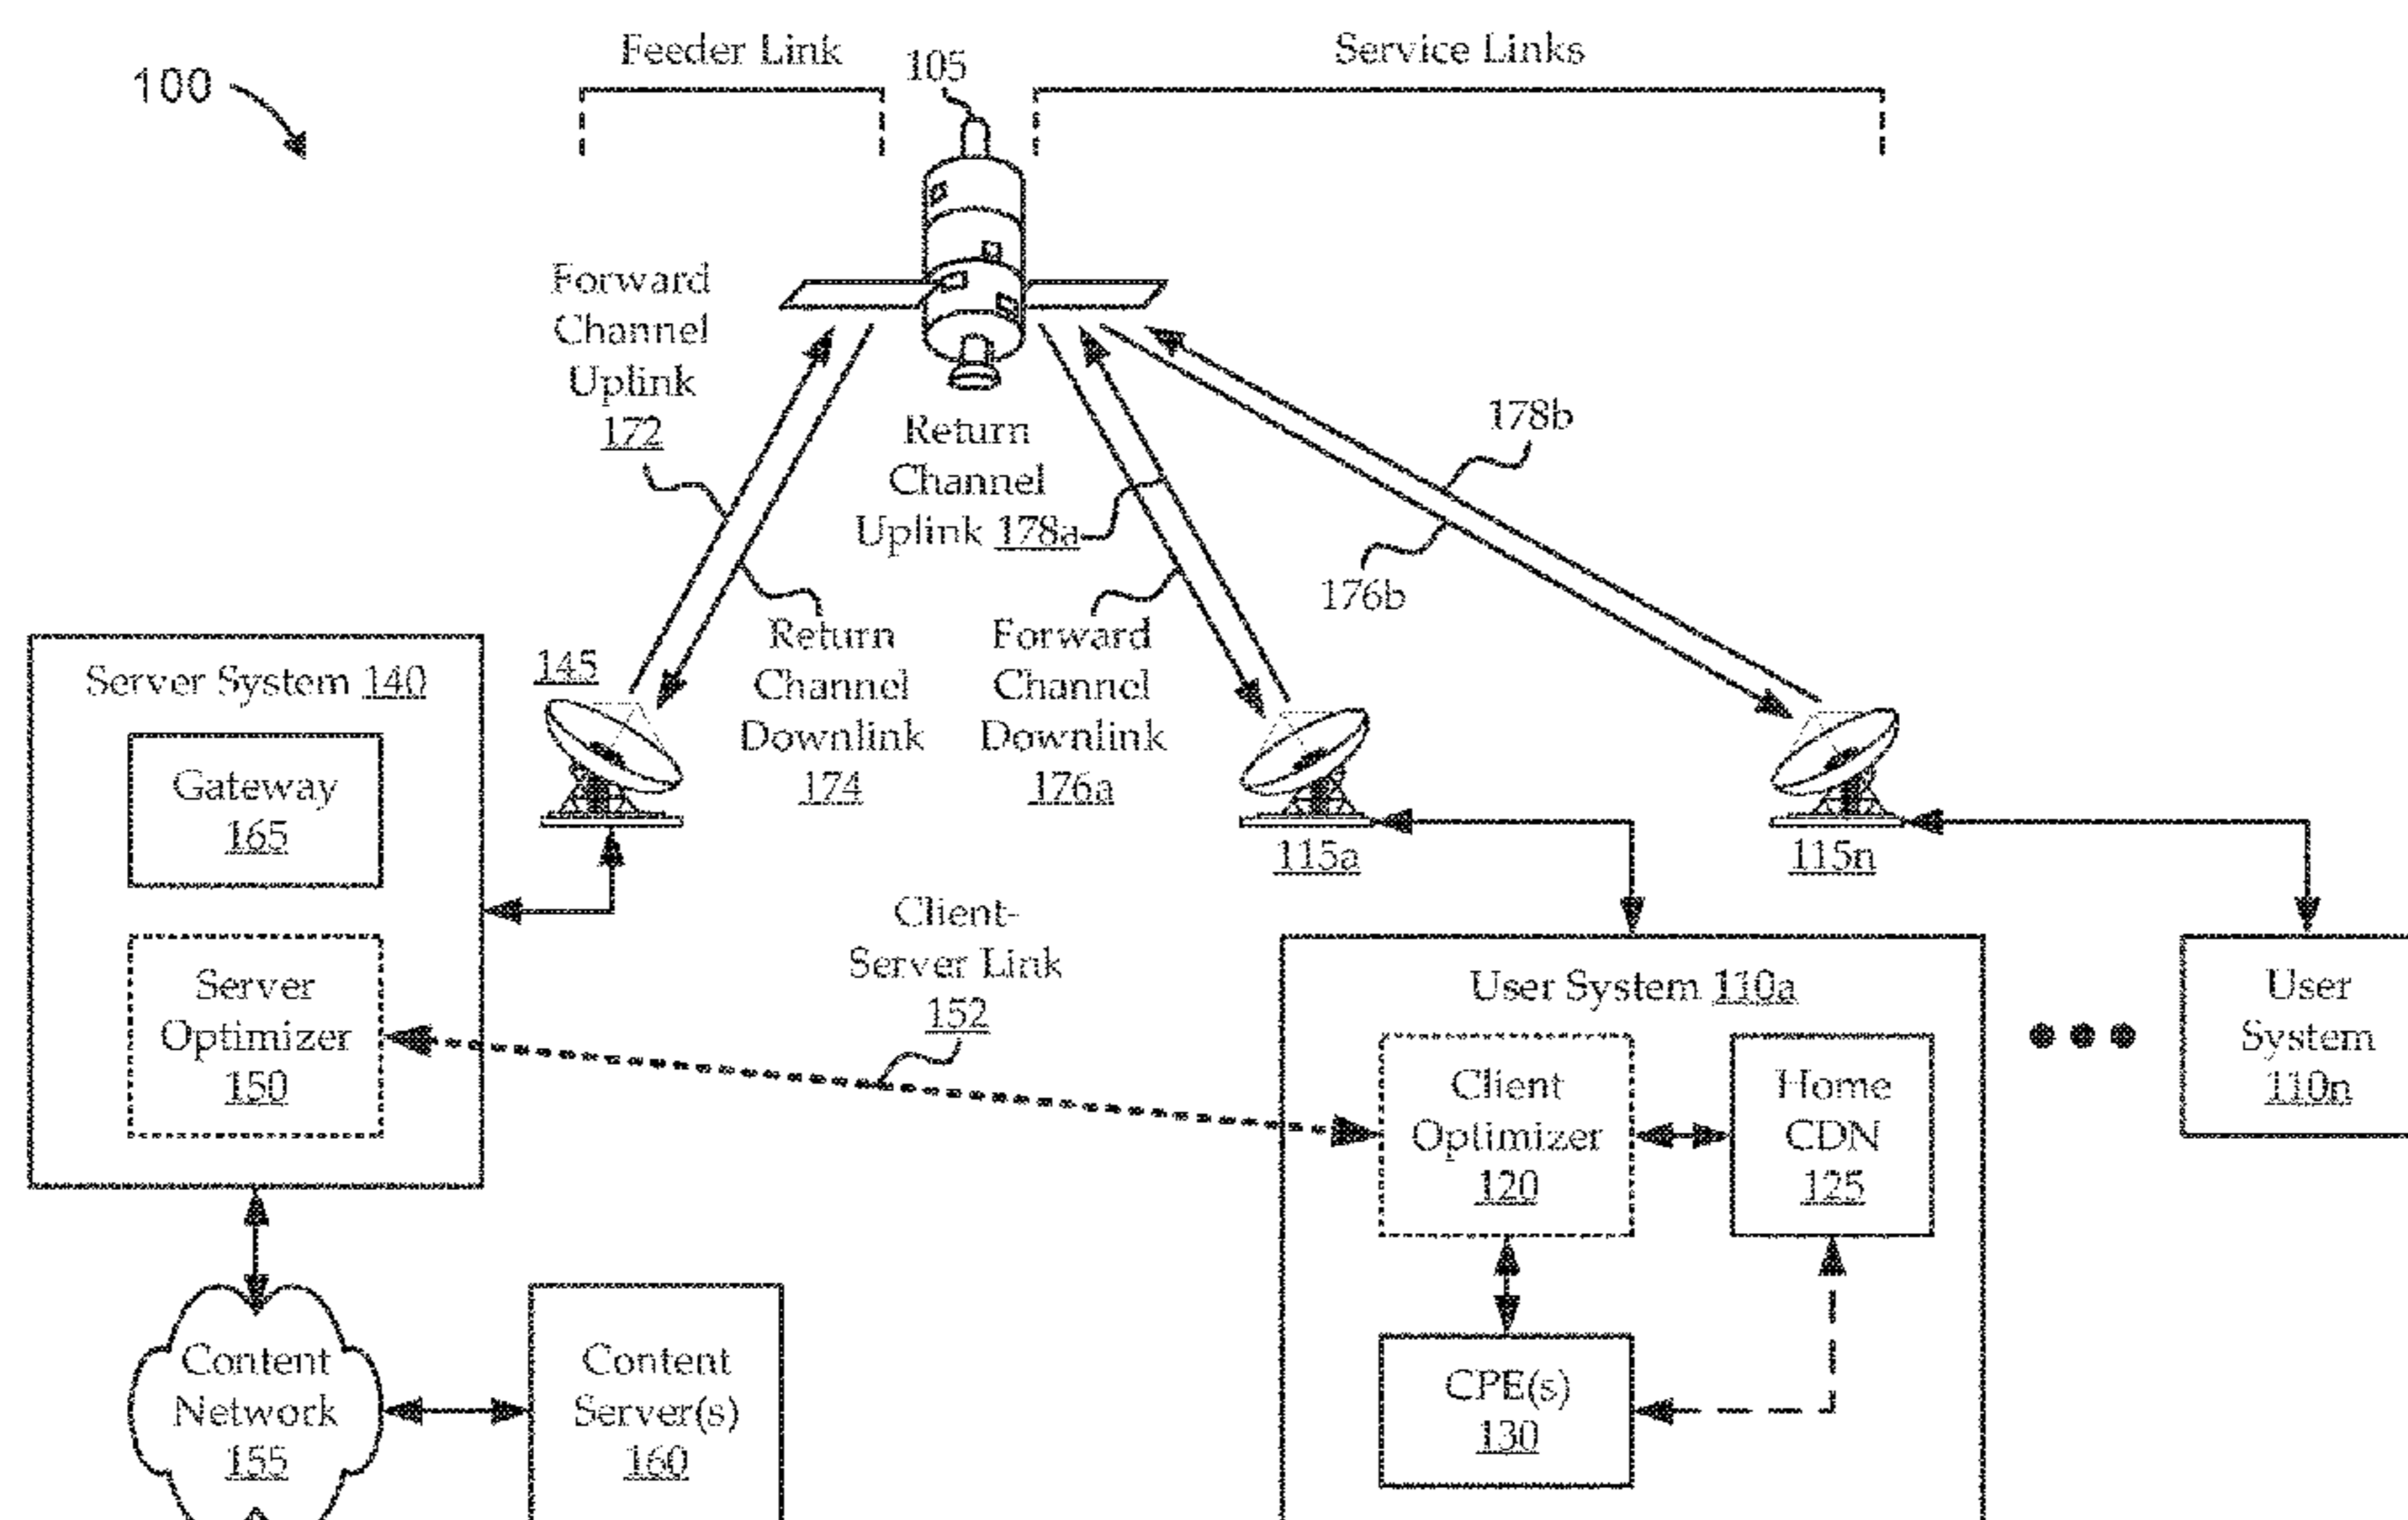 100
Feeder Link
105
Service Links
Forward
Channel
Uplink
172
Return
Channel
Uplink 178a
178b
176b
Return
Channel
Downlink
174
Forward
Channel
Downlink
176a
145
115a
115n
Server System 140
Gateway
165
Server
Optimizer
150
Client-
Server Link
152
User System 110a
Client
Optimizer
120
Home
CDN
125
CPE(s)
130
User
System
110n
Content
Network
155
Content
Server(s)
160